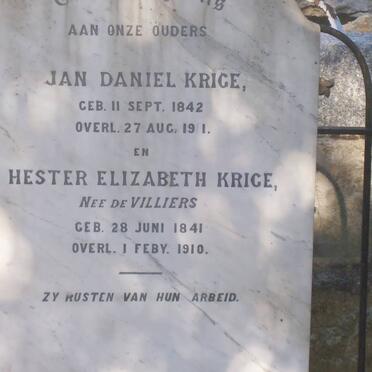 AAN ONZE OUDERS
JAN DANIEL KRIGE,
GEB. 11 SEPT. 1842
OVERL. 27 AUG. 1911.
EN
HESTER ELIZABETH KRIGE,
NEE DE VILLIERS
GEB. 28 JUNI 1841
OVERL. 1 FEBY. 1910.
ZY RUSTEN VAN HUN ARBEID.